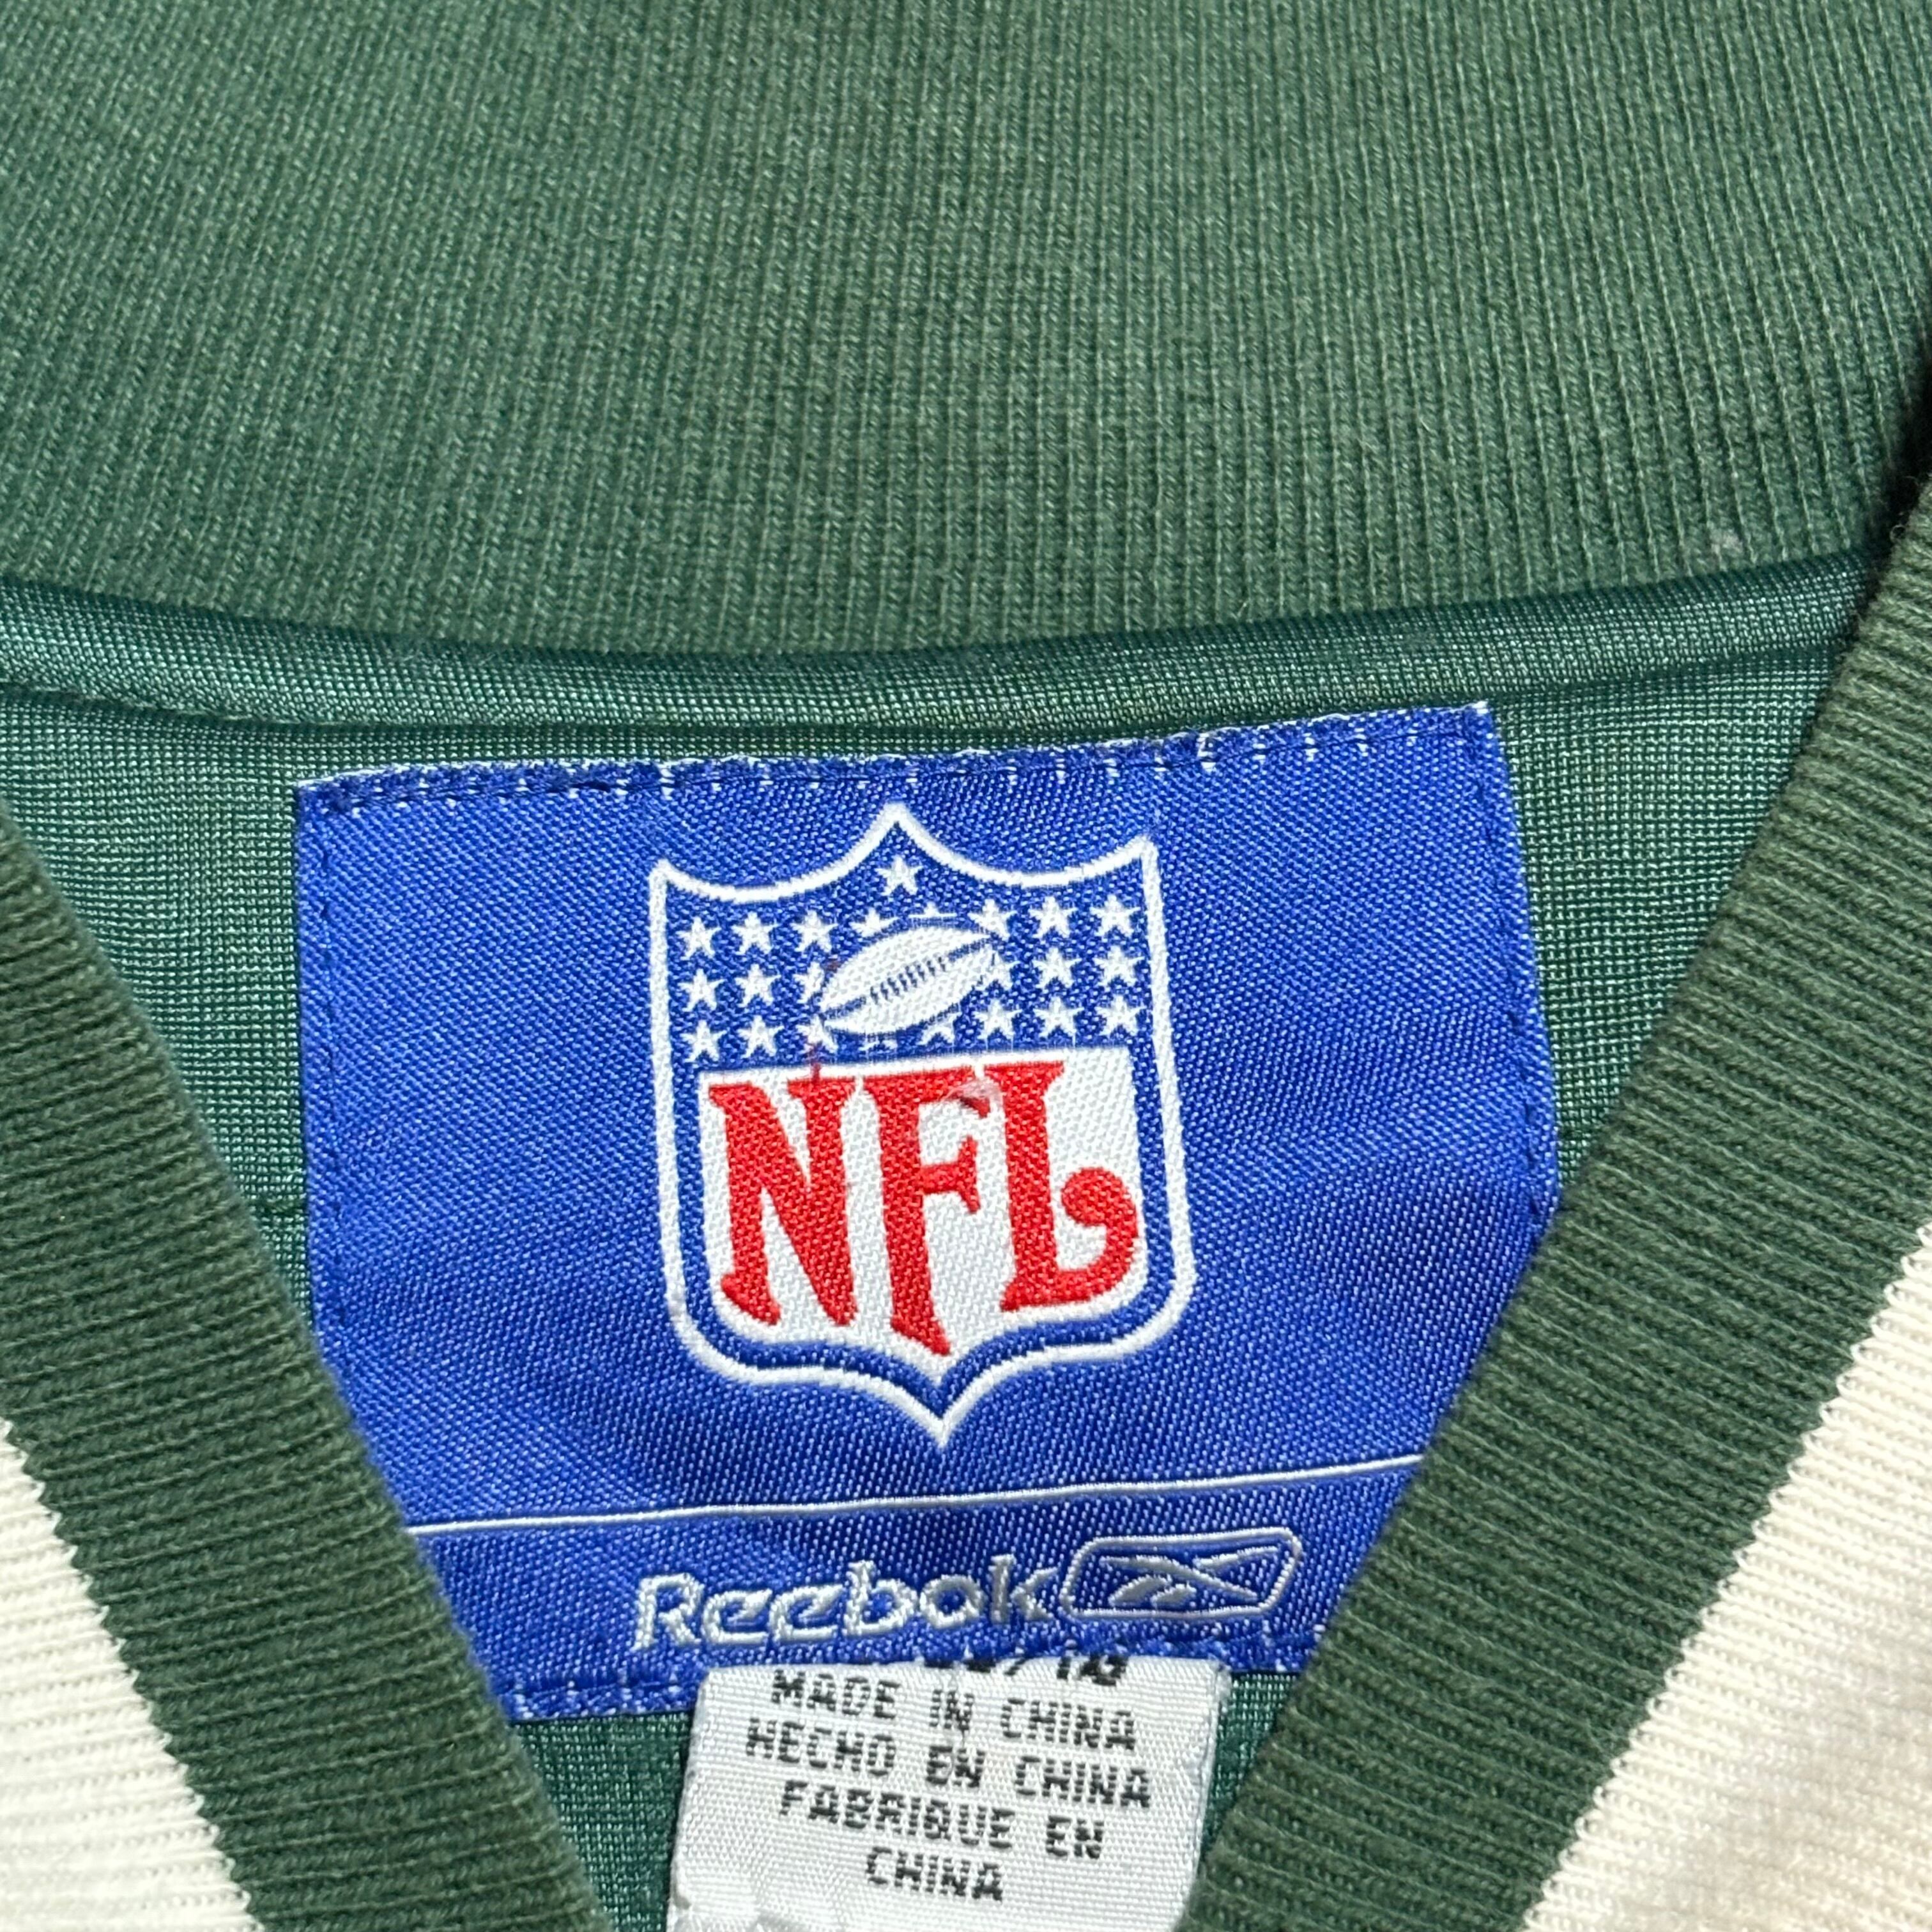 NFL
Reebok
MADE IN CHINA
HECHO EN CHINA
FABRIQUE EN
CHINA